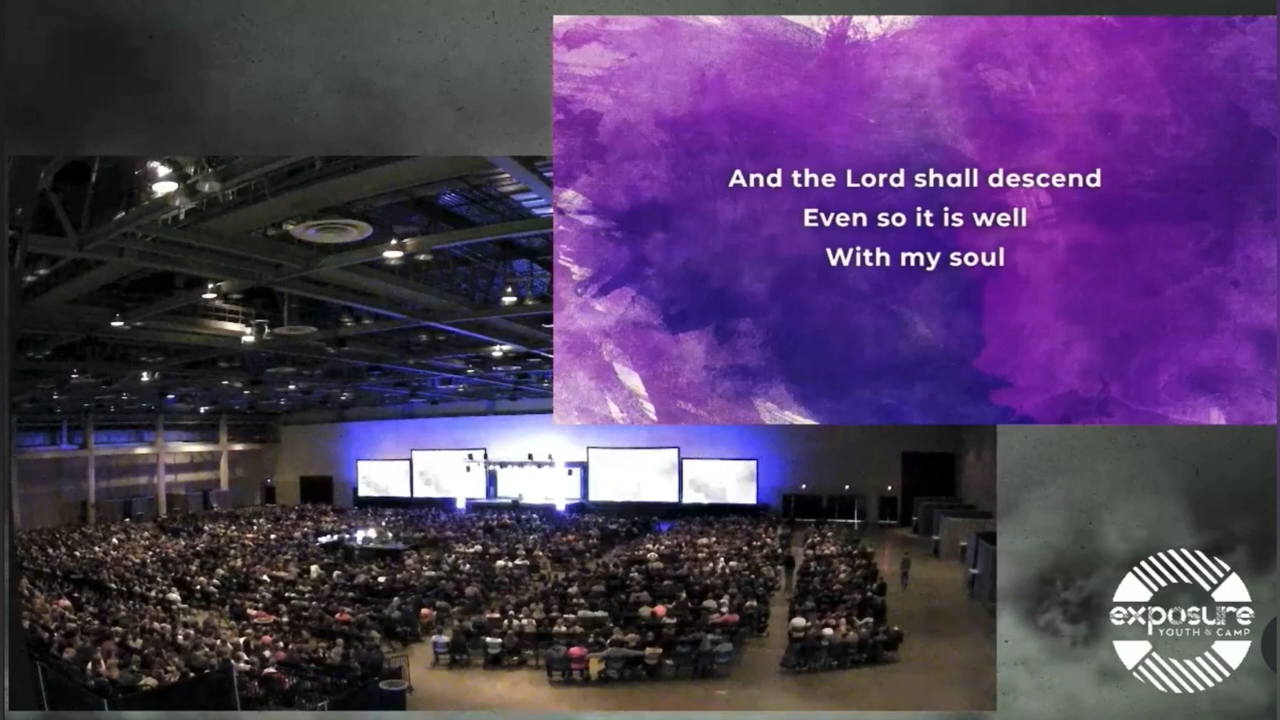 And the Lord shall descend
Even so it is well
With my soul
exposure
YOUTH CAMP